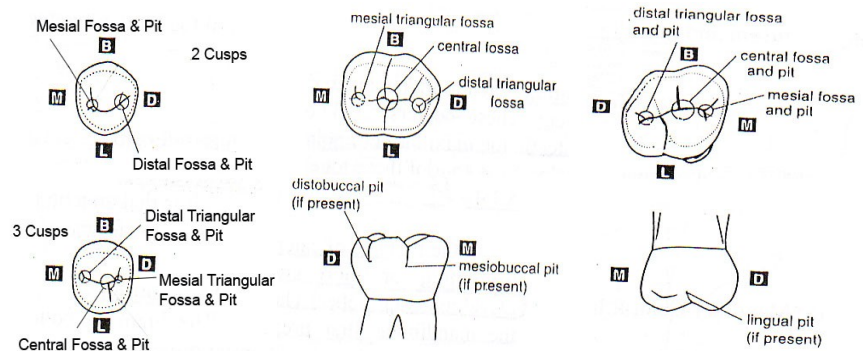 Mesial Fossa & Pit
B
2 Cusps
M
D
L
Distal Fossa & Pit
mesial triangular fossa
B
central fossa
distal triangular
fossa
M
D
L
distal triangular fossa
and pit
B
central fossa
and pit
mesial fossa
and pit
D
M
L
3 Cusps
B
Distal Triangular
Fossa & Pit
M
D
Mesial Triangular
Fossa & Pit
L
Central Fossa & Pit
distobuccal pit
(if present)
D
M
mesiobuccal pit
(if present)
M
D
lingual pit
(if present)